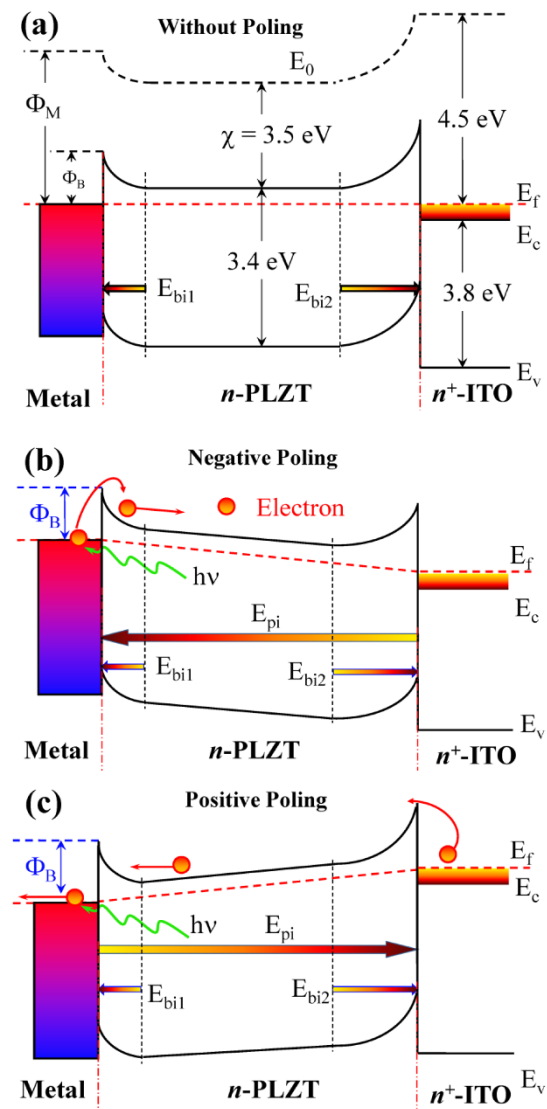 (a)
Without Poling
E₀
Φ_M
Φ_B
χ = 3.5 eV
4.5 eV
E_f
E_c
3.4 eV
3.8 eV
E_bi1
E_bi2
E_v
Metal n-PLZT n⁺-ITO
(b)
Negative Poling
Φ_B
Electron
hν
E_f
E_c
E_pi
E_bi1
E_bi2
E_v
Metal n-PLZT n⁺-ITO
(c)
Positive Poling
Φ_B
E_f
E_c
hν
E_pi
E_bi1
E_bi2
E_v
Metal n-PLZT n⁺-ITO